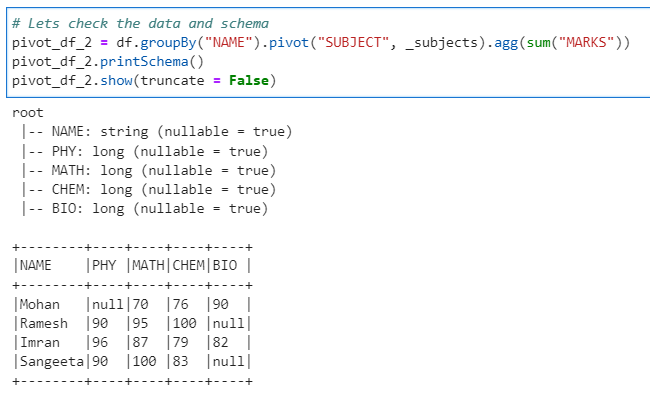 # Lets check the data and schema
pivot_df_2 = df.groupBy("NAME").pivot("SUBJECT", _subjects).agg(sum("MARKS"))
pivot_df_2.printSchema()
pivot_df_2.show(truncate = False)
root
 |-- NAME: string (nullable = true)
 |-- PHY: long (nullable = true)
 |-- MATH: long (nullable = true)
 |-- CHEM: long (nullable = true)
 |-- BIO: long (nullable = true)
+--------+----+----+----+----+
|NAME    |PHY |MATH|CHEM|BIO |
+--------+----+----+----+----+
|Mohan   |null|70  |76  |90  |
|Ramesh  |90  |95  |100 |null|
|Imran   |96  |87  |79  |82  |
|Sangeeta|90  |100 |83  |null|
+--------+----+----+----+----+